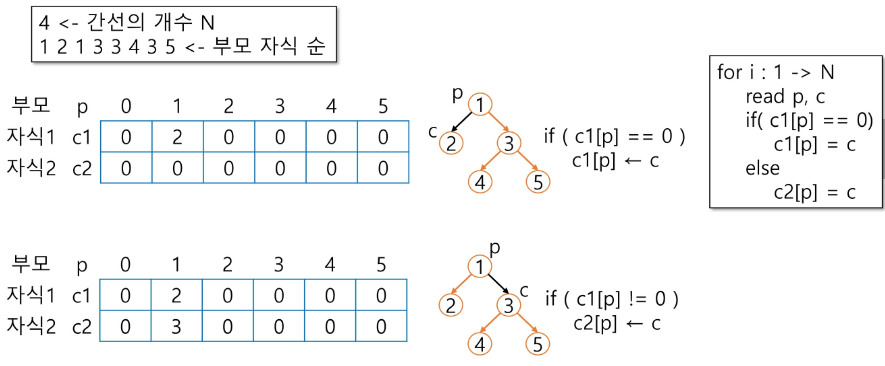 4 <- 간선의 개수 N
1 2 1 3 3 4 3 5 <- 부모 자식 순
for i : 1 -> N
read p, c
if( c1[p] == 0)
c1[p] = c
else
c2[p] = c
부모 p 0 1 2 3 4 5
자식1 c1 0 2 0 0 0 0
자식2 c2 0 0 0 0 0 0
p
1
c
2 3
4 5
if ( c1[p] == 0 )
c1[p] ← c
부모 p 0 1 2 3 4 5
자식1 c1 0 2 0 0 0 0
자식2 c2 0 3 0 0 0 0
p
1
c
2 3
4 5
if ( c1[p] != 0 )
c2[p] ← c